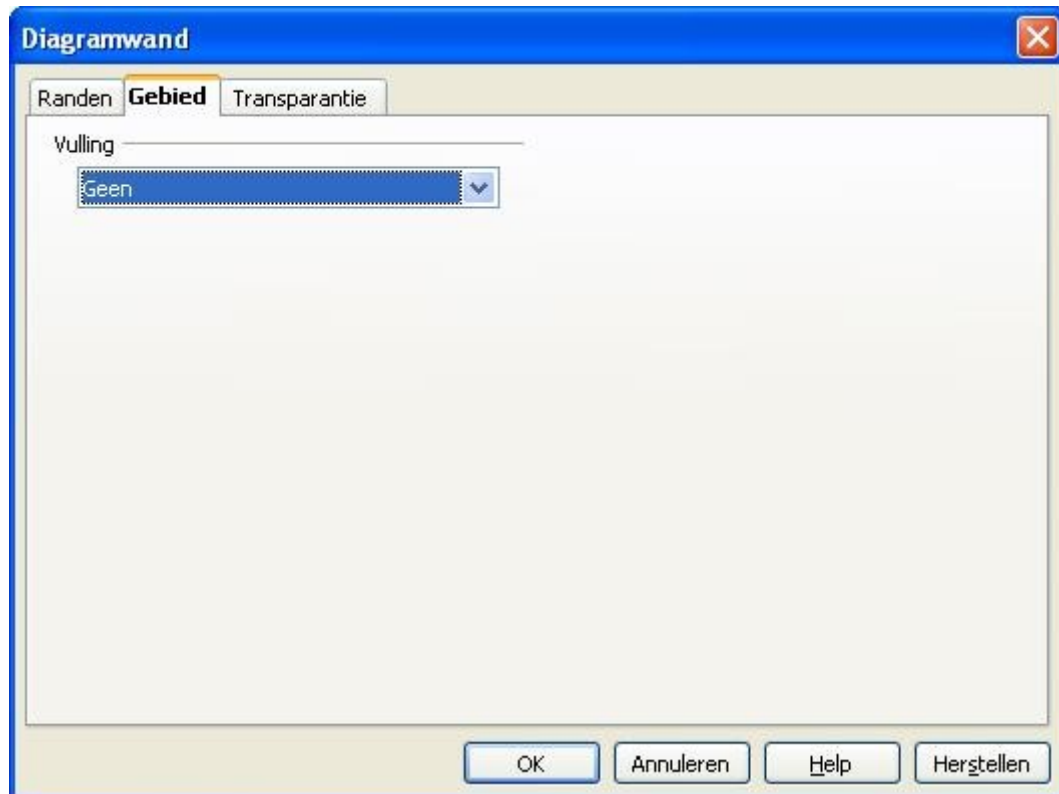 Diagramwand
Randen Gebied Transparantie
Vulling
Geen
OK Annuleren Help Herstellen